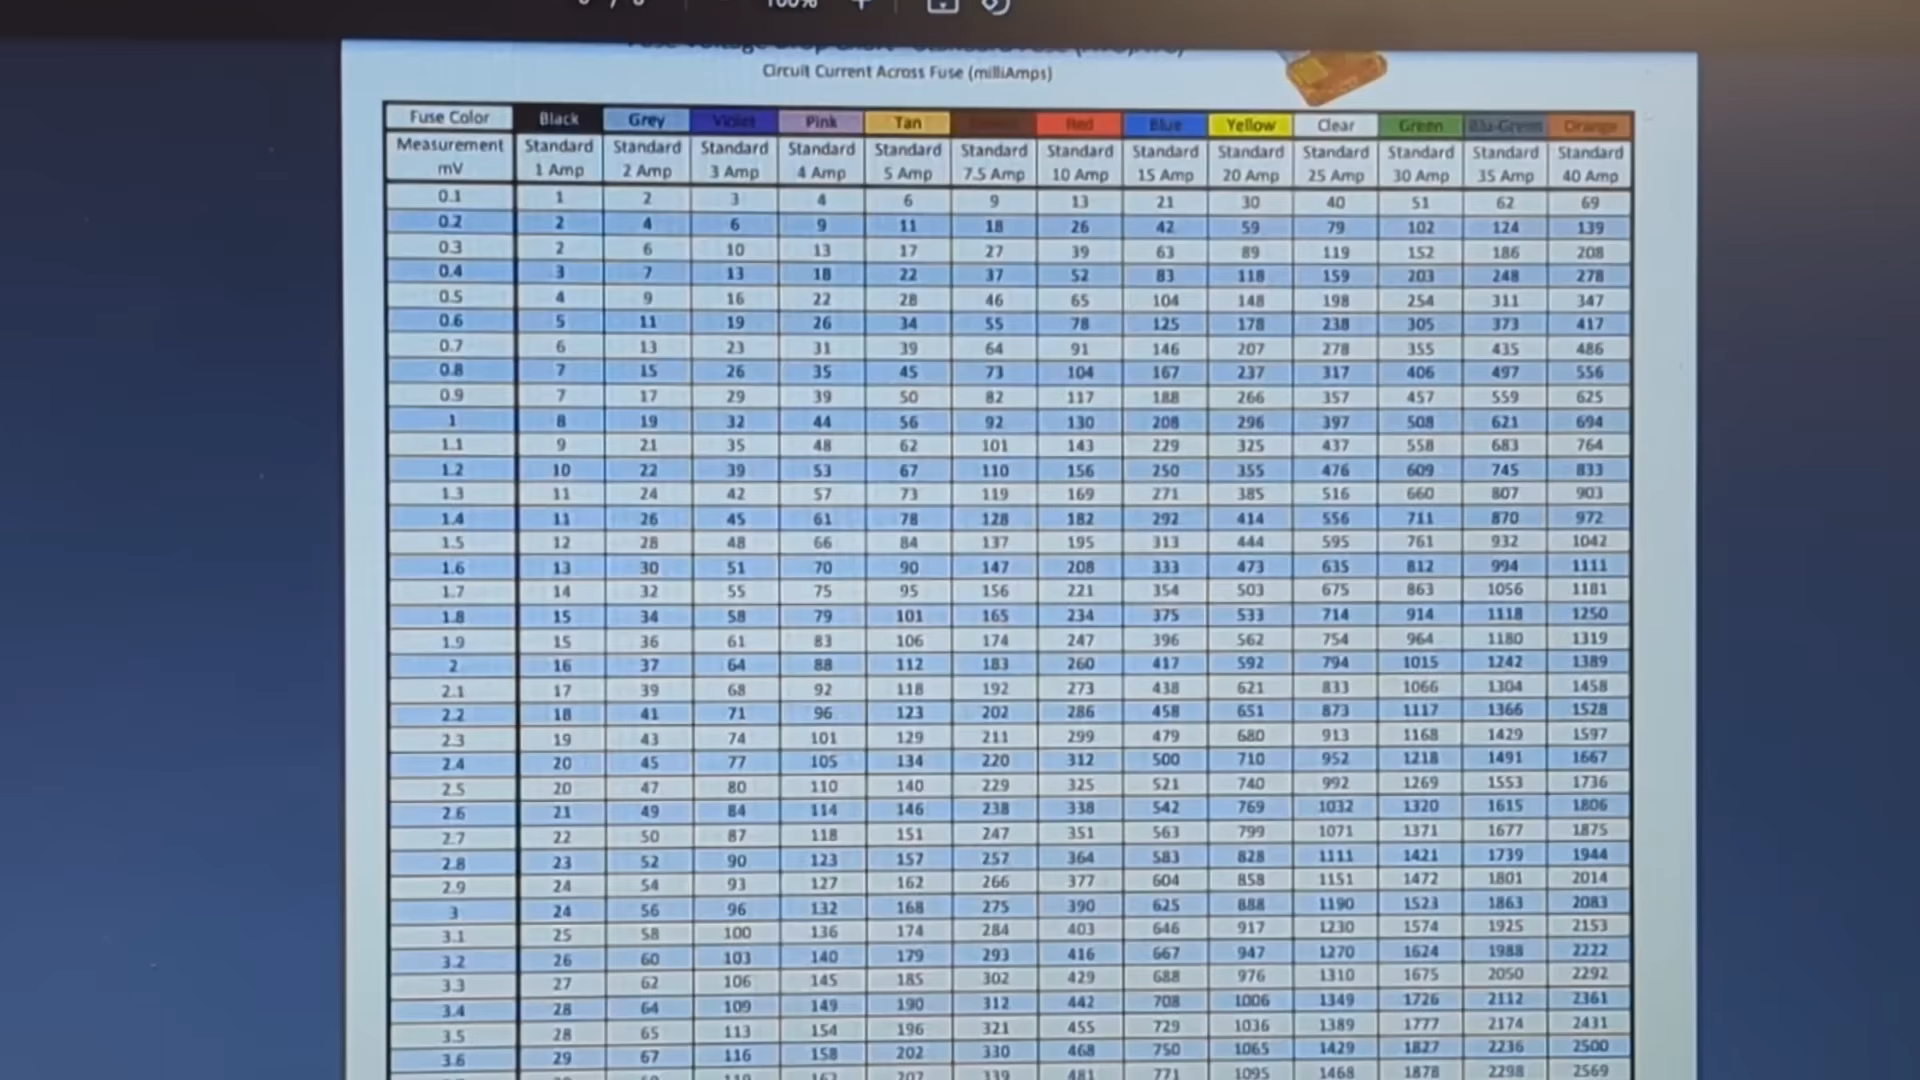 100% +
Circuit Current Across Fuse (milliAmps)
Fuse Color Black Grey Violet Pink Tan Red Blue Yellow Clear Green Blu-Green Orange
Measurement Standard Standard Standard Standard Standard Standard Standard Standard Standard Standard Standard Standard Standard
mV 1 Amp 2 Amp 3 Amp 4 Amp 5 Amp 7.5 Amp 10 Amp 15 Amp 20 Amp 25 Amp 30 Amp 35 Amp 40 Amp
0.1 1 2 3 4 6 9 13 21 30 40 51 62 69
0.2 2 4 6 9 11 18 26 42 59 79 102 124 139
0.3 2 6 10 13 17 27 39 63 89 119 152 186 208
0.4 3 7 13 18 22 37 52 83 118 159 203 248 278
0.5 4 9 16 22 28 46 65 104 148 198 254 311 347
0.6 5 11 19 26 34 55 78 125 178 238 305 373 417
0.7 6 13 23 31 39 64 91 146 207 278 355 435 486
0.8 7 15 26 35 45 73 104 167 237 317 406 497 556
0.9 7 17 29 39 50 82 117 188 266 357 457 559 625
1 8 19 32 44 56 92 130 208 296 397 508 621 694
1.1 9 21 35 48 62 101 143 229 325 437 558 683 764
1.2 10 22 39 53 67 110 156 250 355 476 609 745 833
1.3 11 24 42 57 73 119 169 271 385 516 660 807 903
1.4 11 26 45 61 78 128 182 292 414 556 711 870 972
1.5 12 28 48 66 84 137 195 313 444 595 761 932 1042
1.6 13 30 51 70 90 147 208 333 473 635 812 994 1111
1.7 14 32 55 75 95 156 221 354 503 675 863 1056 1181
1.8 15 34 58 79 101 165 234 375 533 714 914 1118 1250
1.9 15 36 61 83 106 174 247 396 562 754 964 1180 1319
2 16 37 64 88 112 183 260 417 592 794 1015 1242 1389
2.1 17 39 68 92 118 192 273 438 621 833 1066 1304 1458
2.2 18 41 71 96 123 202 286 458 651 873 1117 1366 1528
2.3 19 43 74 101 129 211 299 479 680 913 1168 1429 1597
2.4 20 45 77 105 134 220 312 500 710 952 1218 1491 1667
2.5 20 47 80 110 140 229 325 521 740 992 1269 1553 1736
2.6 21 49 84 114 146 238 338 542 769 1032 1320 1615 1806
2.7 22 50 87 118 151 247 351 563 799 1071 1371 1677 1875
2.8 23 52 90 123 157 257 364 583 828 1111 1421 1739 1944
2.9 24 54 93 127 162 266 377 604 858 1151 1472 1801 2014
3 24 56 96 132 168 275 390 625 888 1190 1523 1863 2083
3.1 25 58 100 136 174 284 403 646 917 1230 1574 1925 2153
3.2 26 60 103 140 179 293 416 667 947 1270 1624 1988 2222
3.3 27 62 106 145 185 302 429 688 976 1310 1675 2050 2292
3.4 28 64 109 149 190 312 442 708 1006 1349 1726 2112 2361
3.5 28 65 113 154 196 321 455 729 1036 1389 1777 2174 2431
3.6 29 67 116 158 202 330 468 750 1065 1429 1827 2236 2500
207 339 481 771 1095 1468 1878 2298 2569